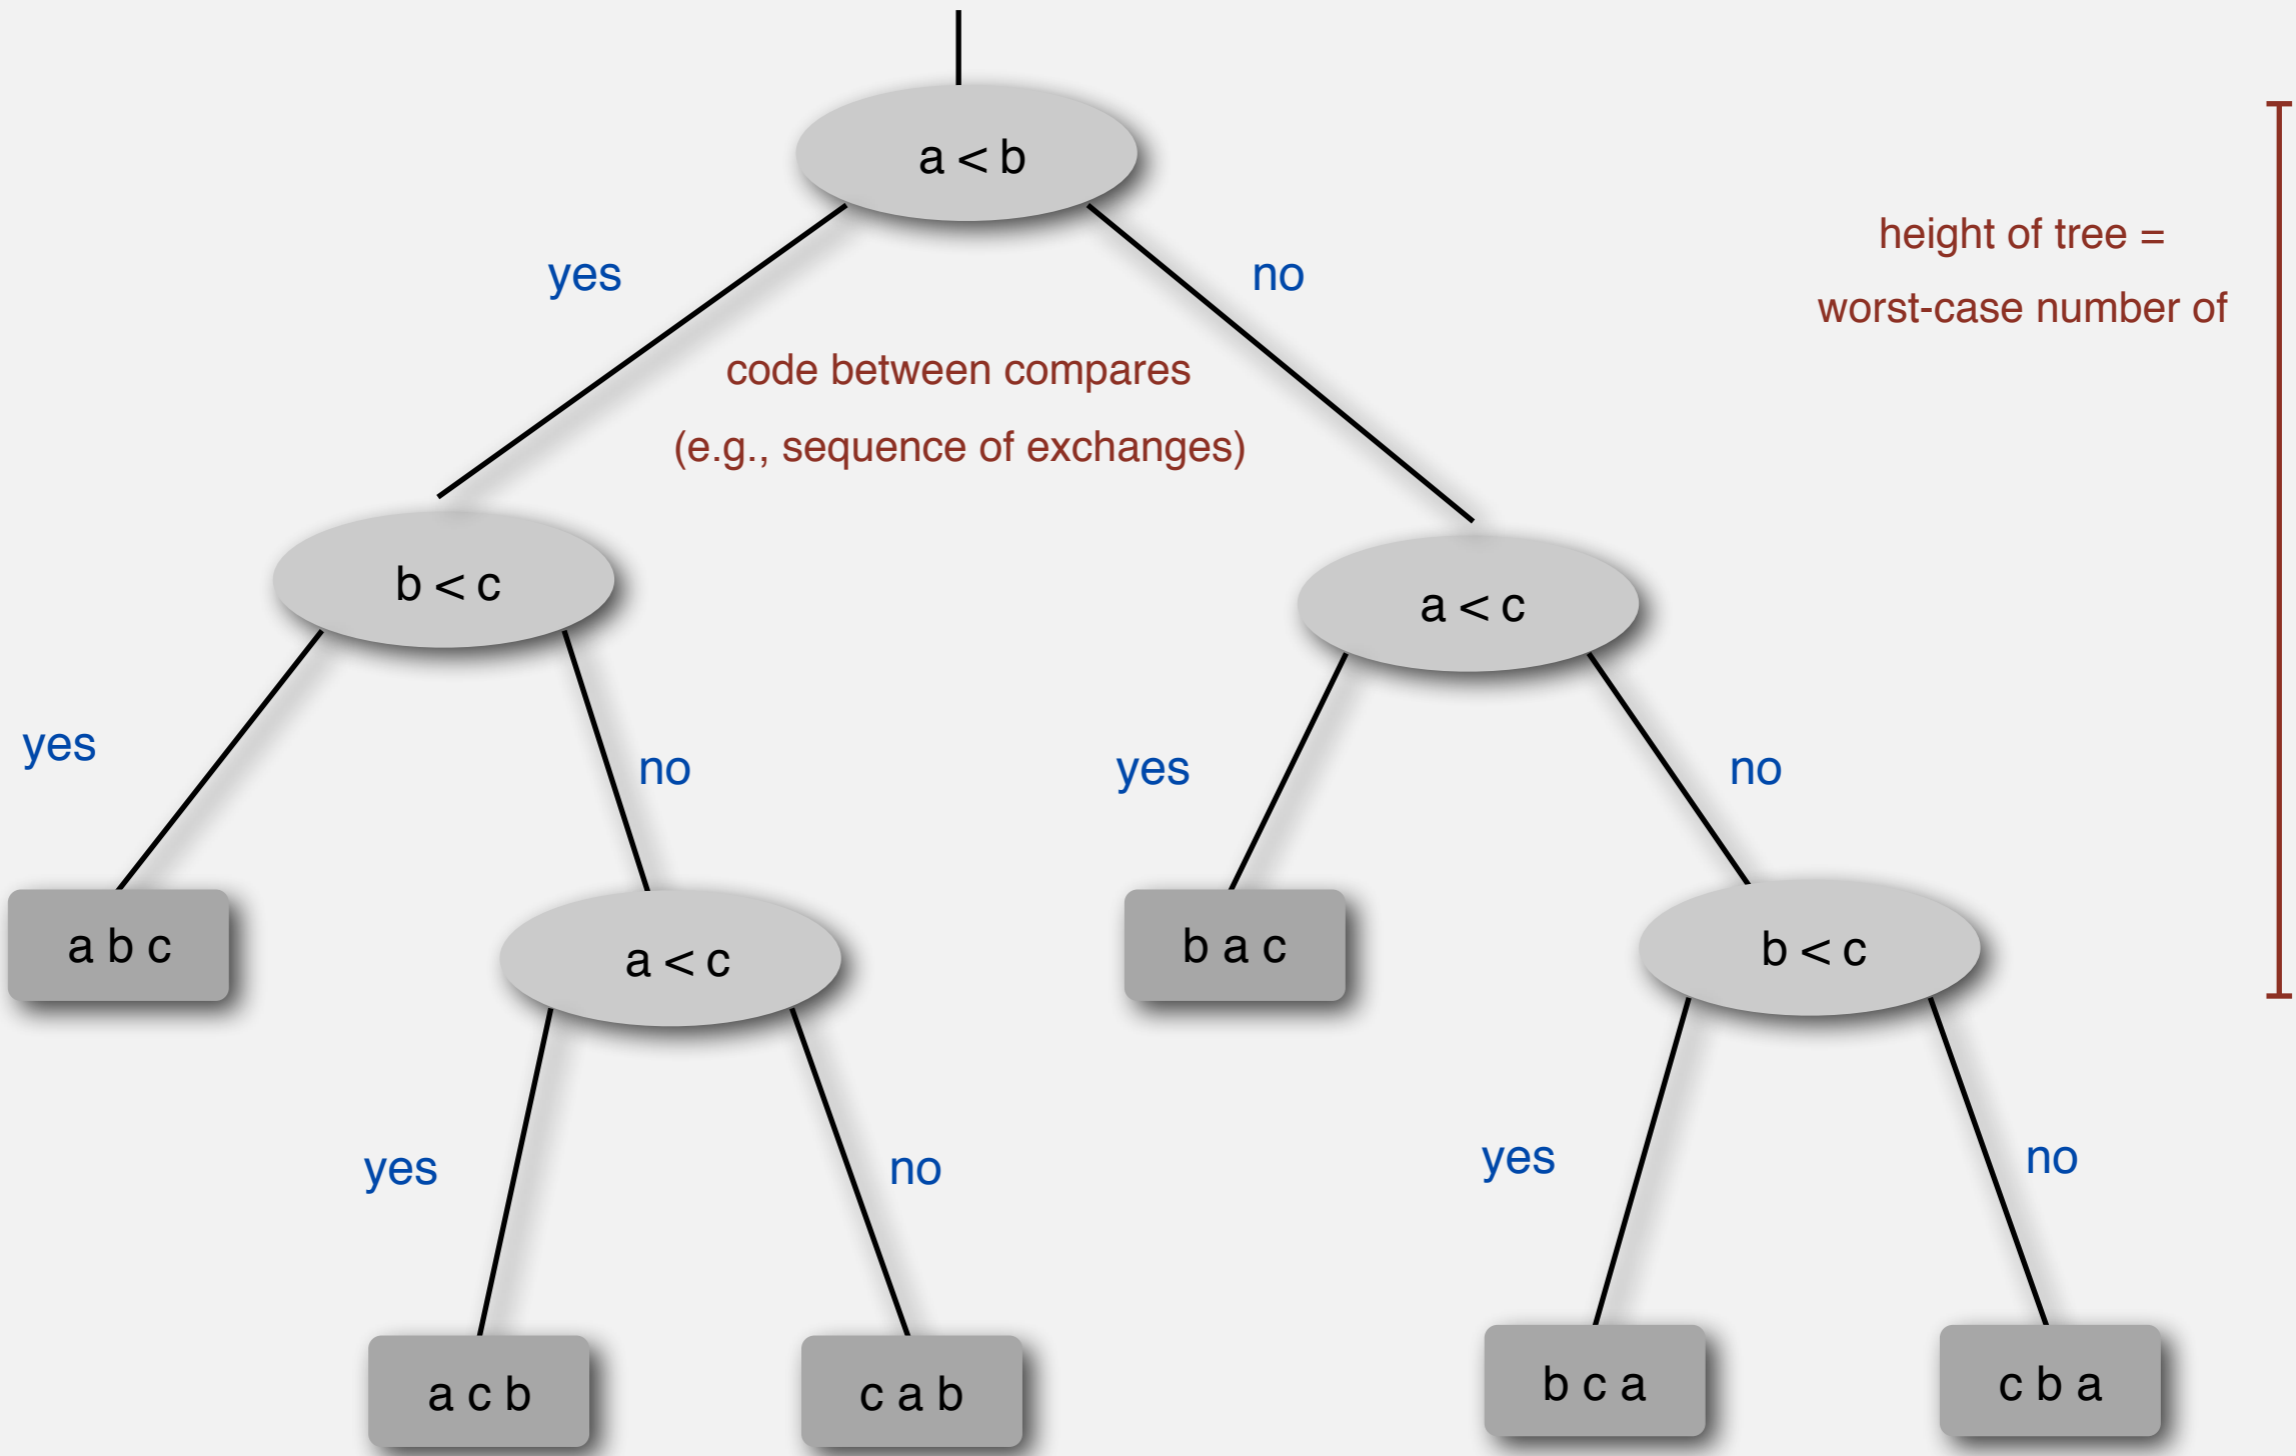 a < b
height of tree =
worst-case number of
yes
no
code between compares
(e.g., sequence of exchanges)
b < c
a < c
yes
no
yes
no
a b c
a < c
b a c
b < c
yes
no
yes
no
a c b
c a b
b c a
c b a